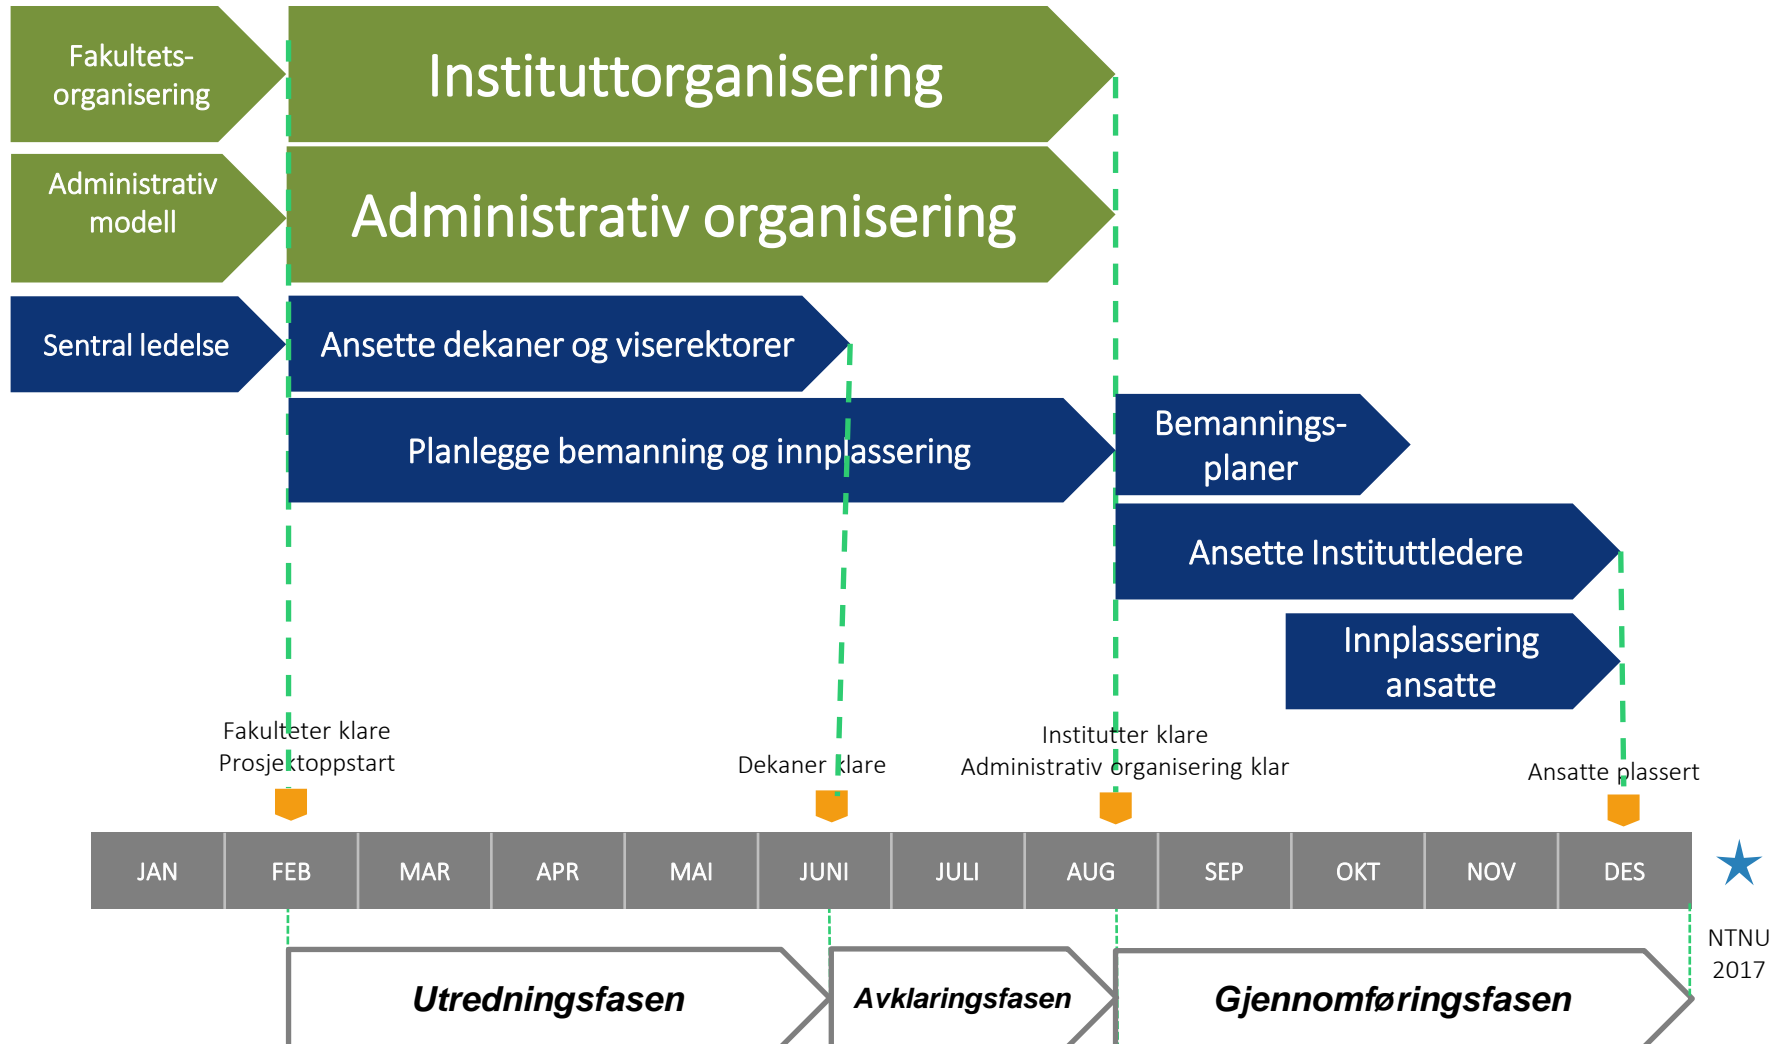 Fakultets-
organisering
Instituttorganisering
Administrativ
modell
Administrativ organisering
Sentral ledelse
Ansette dekaner og viserektorer
Planlegge bemanning og innplassering
Bemannings-
planer
Ansette Instituttledere
Innplassering
ansatte
Fakulteter klare
Prosjektoppstart
Dekaner klare
Institutter klare
Administrativ organisering klar
Ansatte plassert
JAN FEB MAR APR MAI JUNI JULI AUG SEP OKT NOV DES
NTNU
2017
Utredningsfasen
Avklaringsfasen
Gjennomføringsfasen